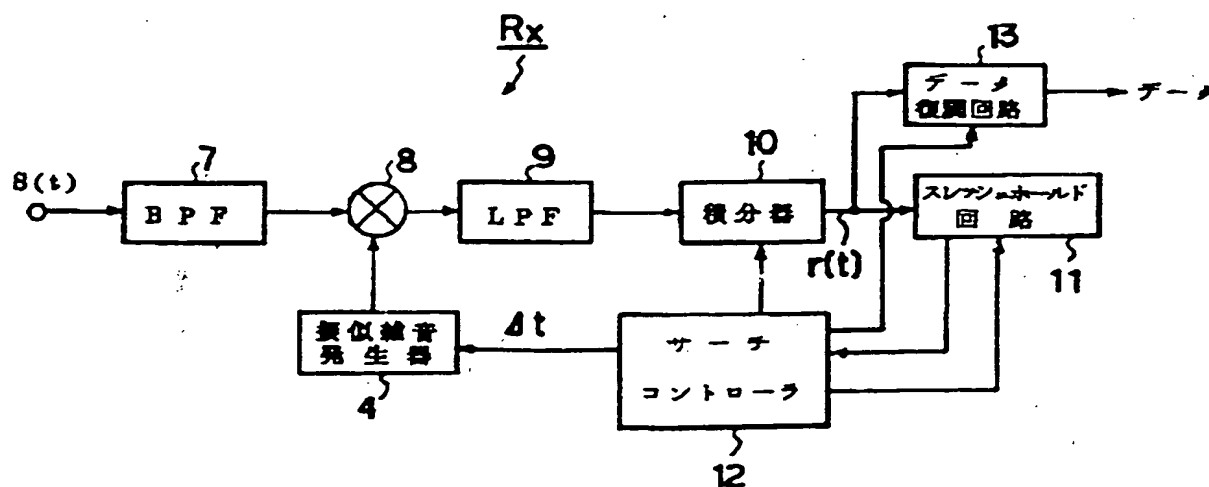 Rx
13
データ
復調回路
データ
S(t)
7
BPF
8
9
LPF
10
積分器
r(t)
スレッシュホールド
回路
11
擬似雑音
発生器
4
Δt
サーチ
コントローラ
12